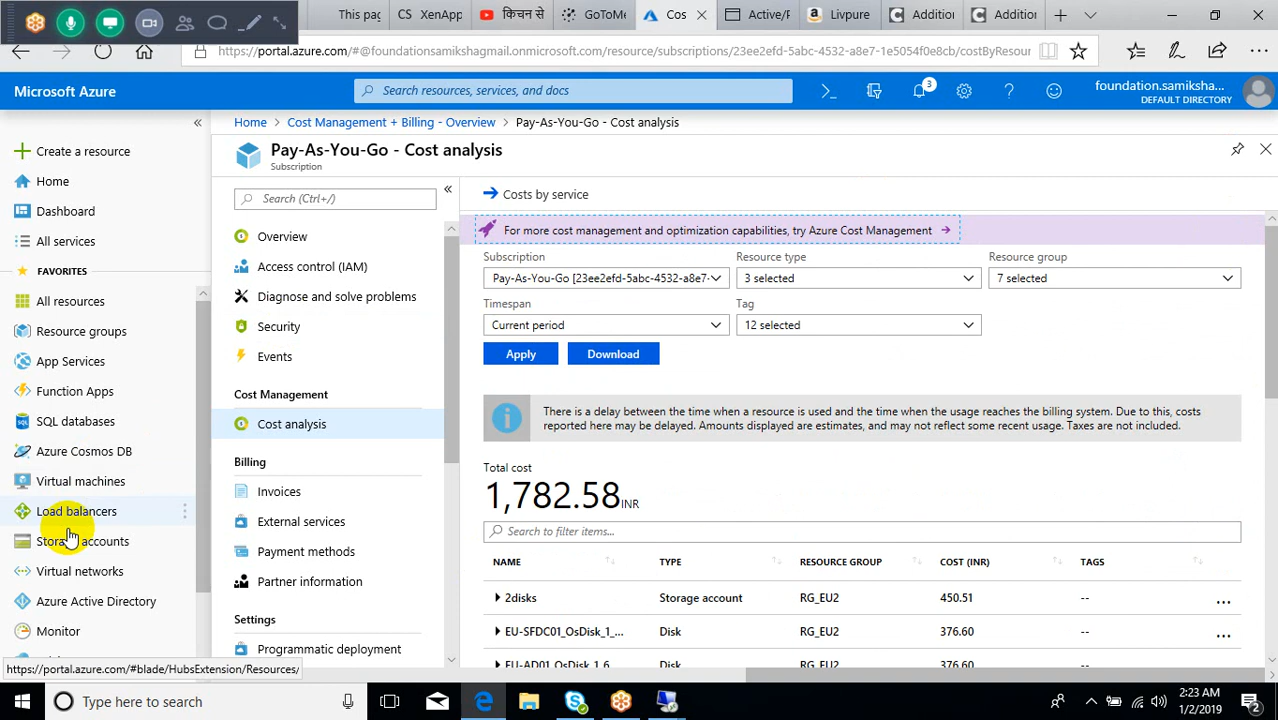 This pag
CS XenApp
किचन से
GoToMe
Cos
Active/F
Livpure
Addition
Addition
https://portal.azure.com/#@foundationsamikshagmail.onmicrosoft.com/resource/subscriptions/23ee2efd-5abc-4532-a8e7-1e5054f0e8cb/costByResour
Microsoft Azure
Search resources, services, and docs
3
foundation.samiksha...
DEFAULT DIRECTORY
Home
Cost Management + Billing - Overview
Pay-As-You-Go - Cost analysis
Pay-As-You-Go - Cost analysis
Subscription
Create a resource
Home
Dashboard
All services
FAVORITES
All resources
Resource groups
App Services
Function Apps
SQL databases
Azure Cosmos DB
Virtual machines
Load balancers
Storage accounts
Virtual networks
Azure Active Directory
Monitor
https://portal.azure.com/#blade/HubsExtension/Resources/
Search (Ctrl+/)
Overview
Access control (IAM)
Diagnose and solve problems
Security
Events
Cost Management
Cost analysis
Billing
Invoices
External services
Payment methods
Partner information
Settings
Programmatic deployment
Costs by service
For more cost management and optimization capabilities, try Azure Cost Management
Subscription
Resource type
Resource group
Pay-As-You-Go [23ee2efd-5abc-4532-a8e7-
3 selected
7 selected
Timespan
Tag
Current period
12 selected
Apply
Download
There is a delay between the time when a resource is used and the time when the usage reaches the billing system. Due to this, costs
reported here may be delayed. Amounts displayed are estimates, and may not reflect some recent usage. Taxes are not included.
Total cost
1,782.58 INR
Search to filter items...
NAME TYPE RESOURCE GROUP COST (INR) TAGS
2disks Storage account RG_EU2 450.51 -- ...
EU-SFDC01_OsDisk_1_... Disk RG_EU2 376.60 -- ...
EU-AD01_OsDisk_1_6 Disk RG_EU2 376.60 --
Type here to search
2:23 AM
1/2/2019
2